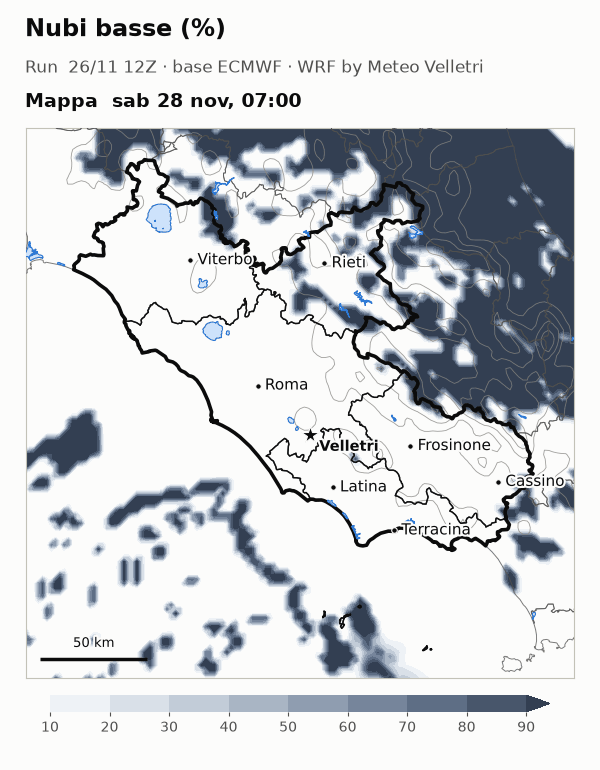 Nubi basse (%)
Run  26/11 12Z · base ECMWF · WRF by Meteo Velletri
Mappa  sab 28 nov, 07:00
Viterbo
Rieti
Roma
Velletri
Frosinone
Latina
Cassino
Terracina
50 km
10 20 30 40 50 60 70 80 90